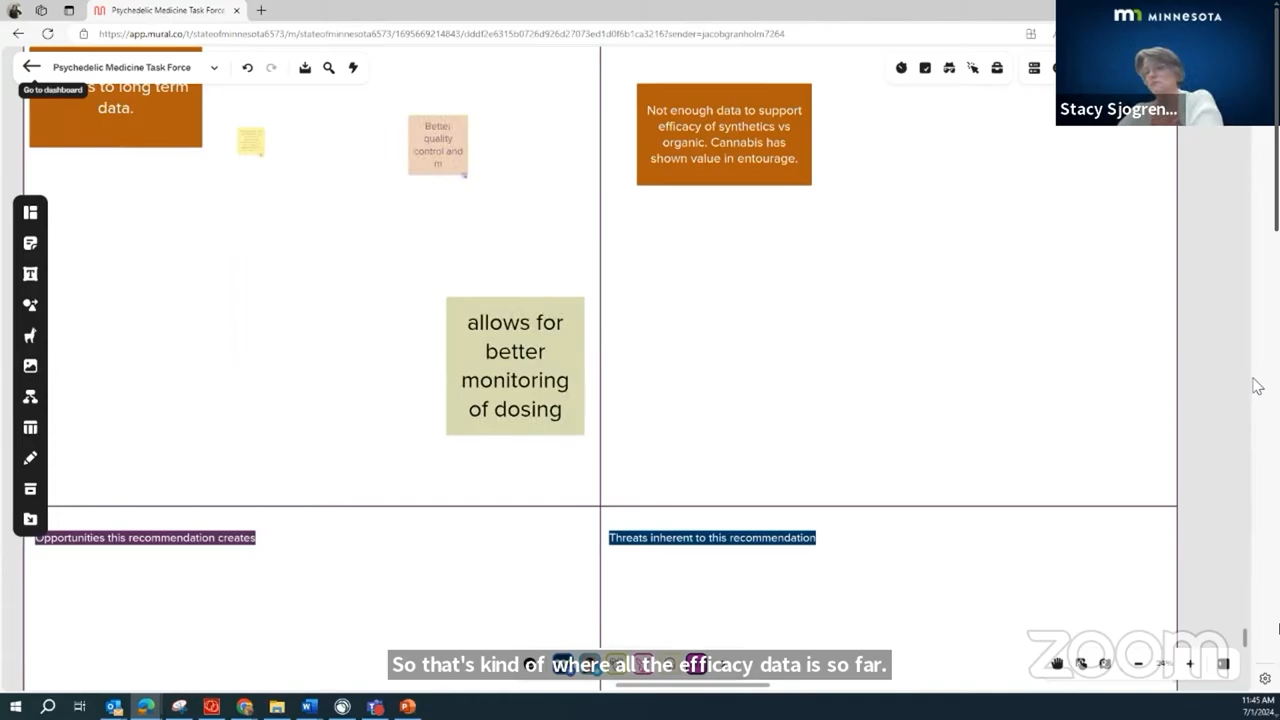 Psychedelic Medicine Task Force
https://app.mural.co/t/stateofminnesota6573/m/stateofminnesota6573/1695669214843/dddf2e6315b0726d926d27073ed1d0f6b1ca3216?sender=jacobgranholm7264
MINNESOTA
Psychedelic Medicine Task Force
Go to dashboard
s to long term
data.
Stacy Sjogren...
Better
quality
control and
m
Not enough data to support
efficacy of synthetics vs
organic. Cannabis has
shown value in entourage.
allows for
better
monitoring
of dosing
Opportunities this recommendation creates
Threats inherent to this recommendation
zoom
So that's kind of where all the efficacy data is so far.
11:45 AM
7/1/2024